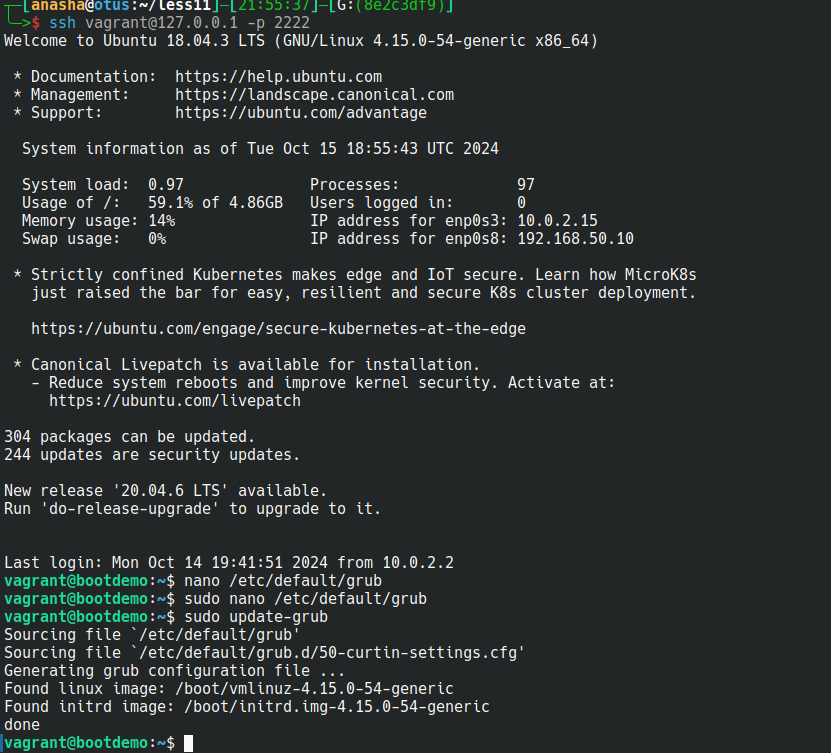 ┌─[anasha@otus:~/less11]─[21:55:37]─[G:(8e2c3df9)]
└─>$ ssh vagrant@127.0.0.1 -p 2222
Welcome to Ubuntu 18.04.3 LTS (GNU/Linux 4.15.0-54-generic x86_64)

 * Documentation:  https://help.ubuntu.com
 * Management:     https://landscape.canonical.com
 * Support:        https://ubuntu.com/advantage

  System information as of Tue Oct 15 18:55:43 UTC 2024

  System load:  0.97              Processes:             97
  Usage of /:   59.1% of 4.86GB   Users logged in:       0
  Memory usage: 14%               IP address for enp0s3: 10.0.2.15
  Swap usage:   0%                IP address for enp0s8: 192.168.50.10

 * Strictly confined Kubernetes makes edge and IoT secure. Learn how MicroK8s
   just raised the bar for easy, resilient and secure K8s cluster deployment.

   https://ubuntu.com/engage/secure-kubernetes-at-the-edge

 * Canonical Livepatch is available for installation.
   - Reduce system reboots and improve kernel security. Activate at:
     https://ubuntu.com/livepatch

304 packages can be updated.
244 updates are security updates.

New release '20.04.6 LTS' available.
Run 'do-release-upgrade' to upgrade to it.


Last login: Mon Oct 14 19:41:51 2024 from 10.0.2.2
vagrant@bootdemo:~$ nano /etc/default/grub
vagrant@bootdemo:~$ sudo nano /etc/default/grub
vagrant@bootdemo:~$ sudo update-grub
Sourcing file `/etc/default/grub'
Sourcing file `/etc/default/grub.d/50-curtin-settings.cfg'
Generating grub configuration file ...
Found linux image: /boot/vmlinuz-4.15.0-54-generic
Found initrd image: /boot/initrd.img-4.15.0-54-generic
done
vagrant@bootdemo:~$